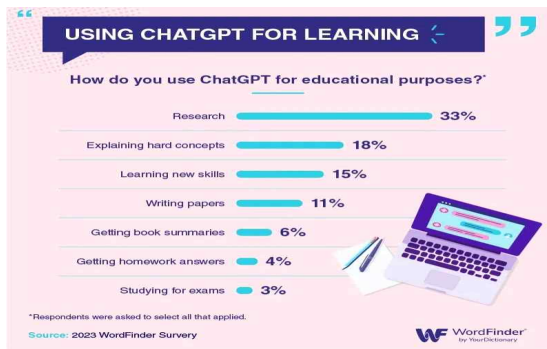 USING CHATGPT FOR LEARNING
How do you use ChatGPT for educational purposes?*
Research 33%
Explaining hard concepts 18%
Learning new skills 15%
Writing papers 11%
Getting book summaries 6%
Getting homework answers 4%
Studying for exams 3%
*Respondents were asked to select all that applied.
Source: 2023 WordFinder Survery
WF WordFinder®
by YourDictionary